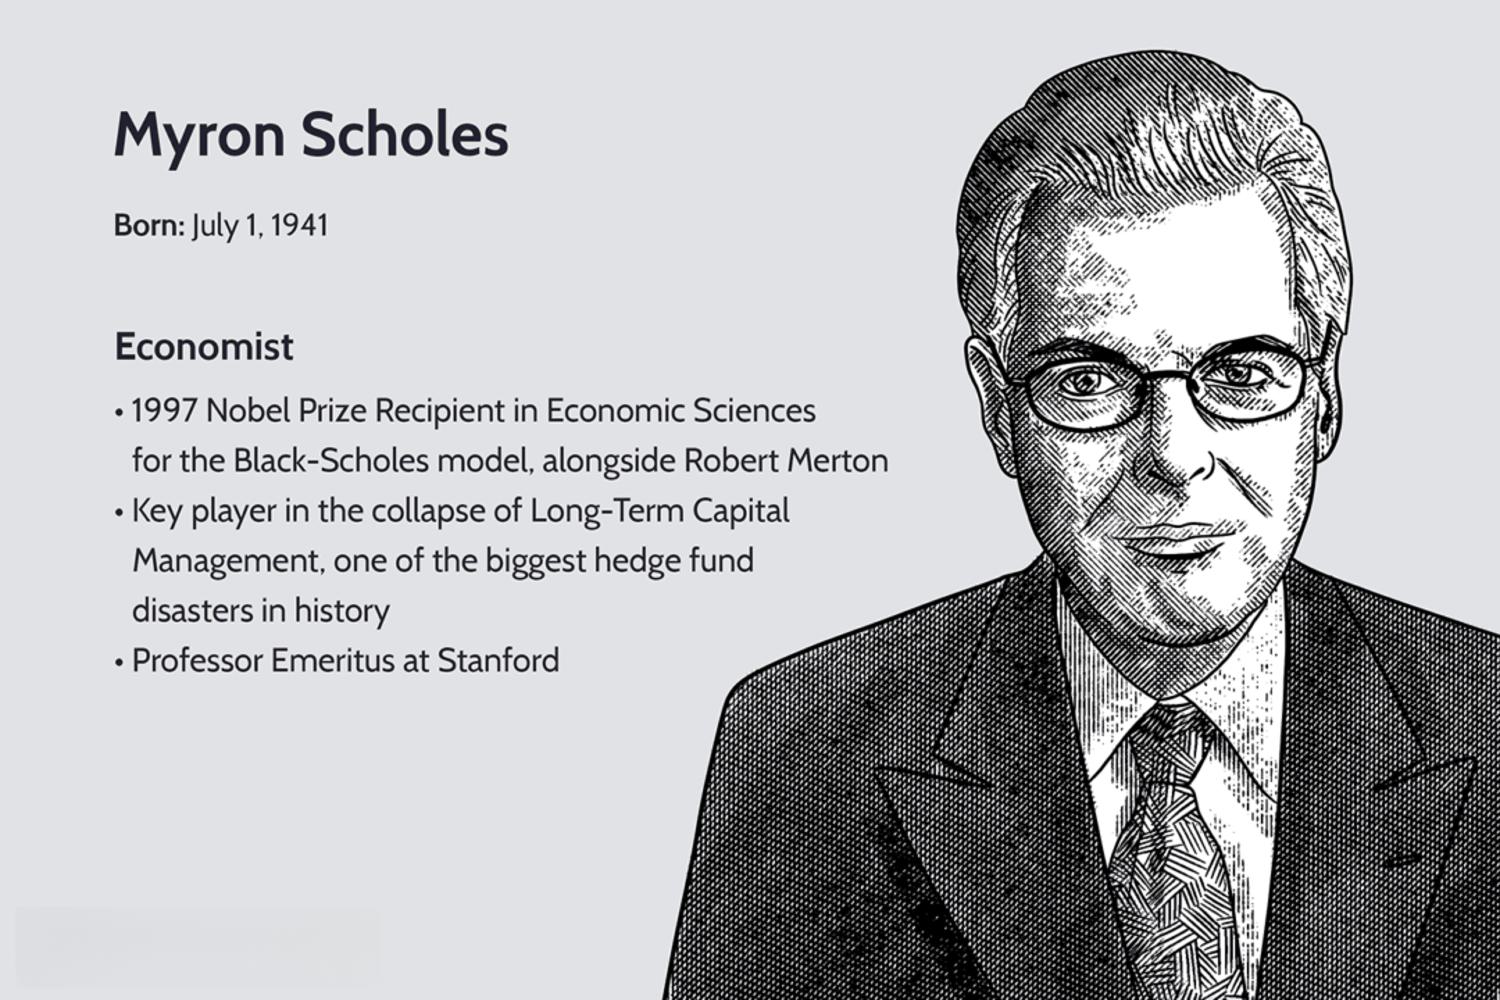 Myron Scholes
Born: July 1, 1941
Economist
• 1997 Nobel Prize Recipient in Economic Sciences
for the Black-Scholes model, alongside Robert Merton
• Key player in the collapse of Long-Term Capital
Management, one of the biggest hedge fund
disasters in history
• Professor Emeritus at Stanford